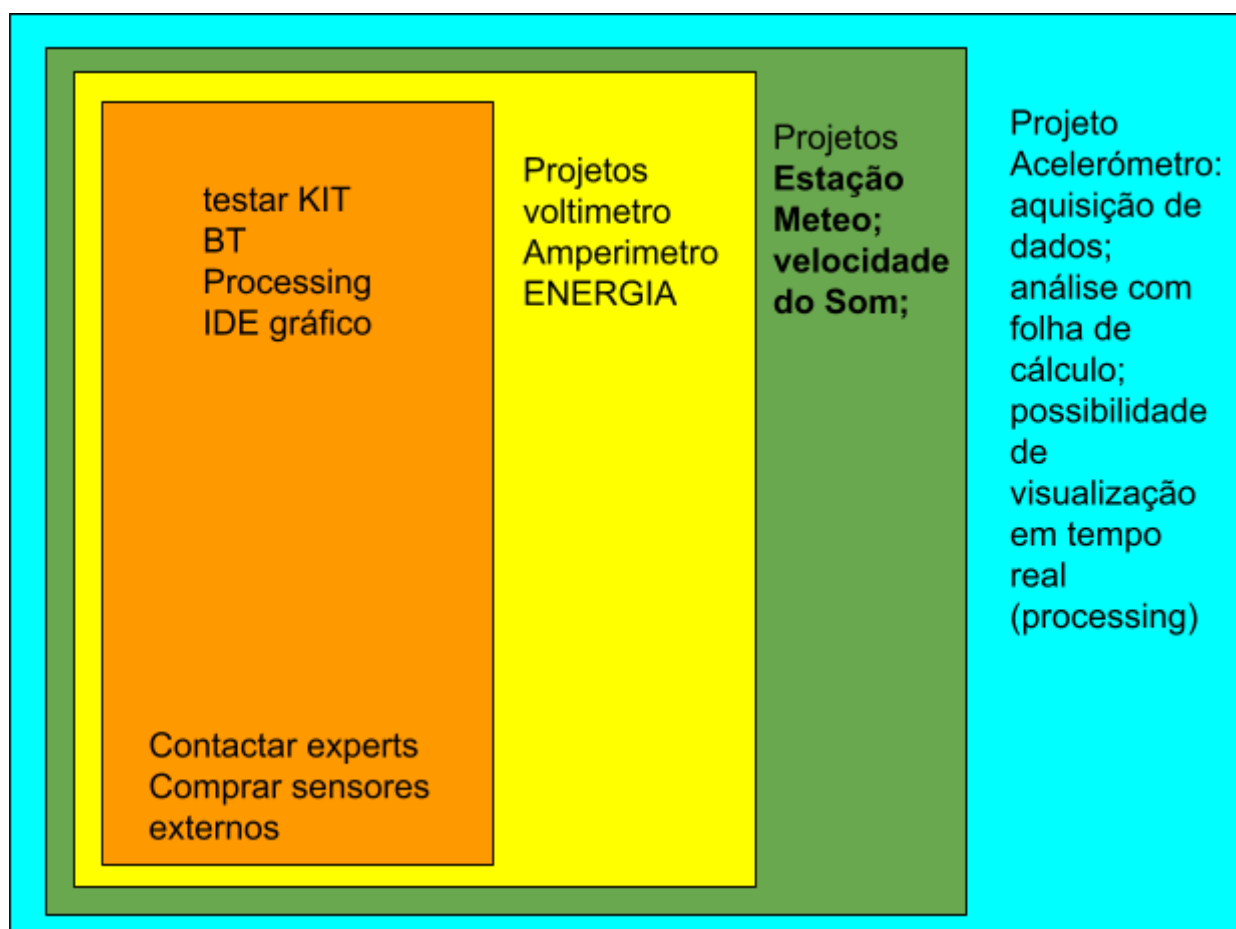 testar KIT
BT
Processing
IDE gráfico
Contactar experts
Comprar sensores
externos
Projetos
voltimetro
Amperimetro
ENERGIA
Projetos
Estação
Meteo;
velocidade
do Som;
Projeto
Acelerómetro:
aquisição de
dados;
análise com
folha de
cálculo;
possibilidade
de
visualização
em tempo
real
(processing)